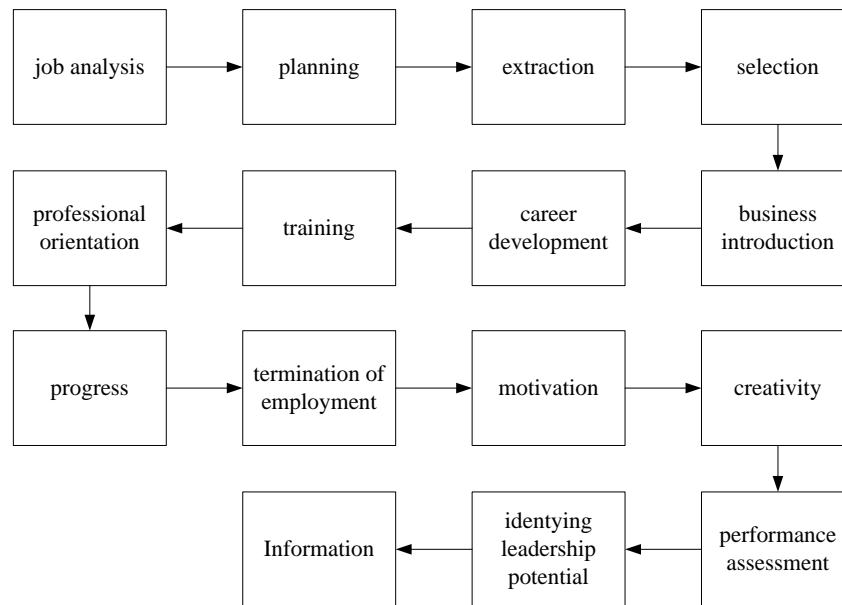 job analysis
planning
extraction
selection
professional
orientation
training
career
development
business
introduction
progress
termination of
employment
motivation
creativity
Information
identying
leadership
potential
performance
assessment